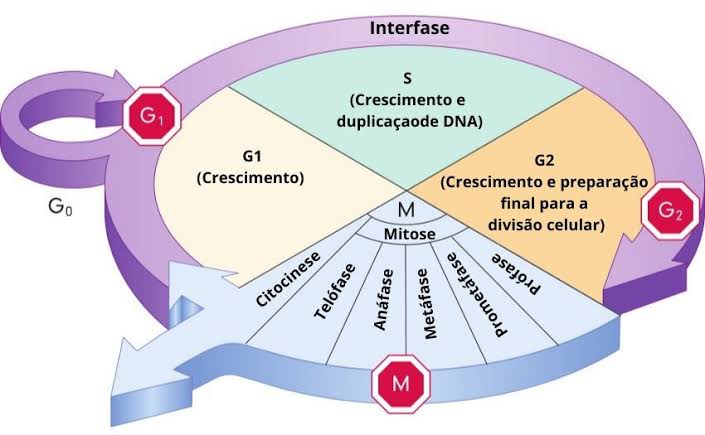 Interfase
S
(Crescimento e
duplicaçaode DNA)
G1
G1
(Crescimento)
G0
G2
(Crescimento e preparação
final para a
divisão celular)
G2
M
Mitose
Citocinese
Telófase
Anáfase
Metáfase
Prometáfase
Prófase
M